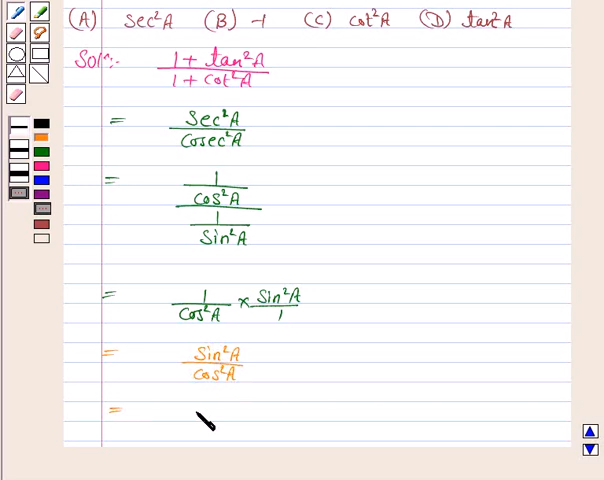 (A) Sec²A (B) -1 (C) cot²A (D) tan²A
Solⁿ:- 1 + tan²A / 1 + cot²A
= Sec²A / Cosec²A
= 1 / Cos²A / 1 / Sin²A
= 1 / Cos²A × Sin²A / 1
= Sin²A / Cos²A
=